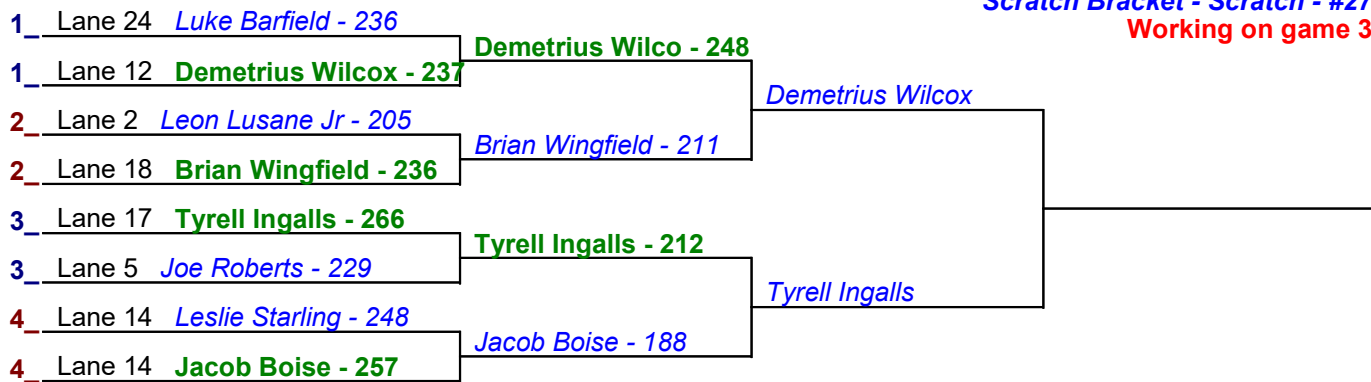 Scratch Bracket - Scratch - #27
Working on game 3
1_ Lane 24 Luke Barfield - 236
1_ Lane 12 Demetrius Wilcox - 237
2_ Lane 2 Leon Lusane Jr - 205
2_ Lane 18 Brian Wingfield - 236
3_ Lane 17 Tyrell Ingalls - 266
3_ Lane 5 Joe Roberts - 229
4_ Lane 14 Leslie Starling - 248
4_ Lane 14 Jacob Boise - 257
Demetrius Wilco - 248
Brian Wingfield - 211
Tyrell Ingalls - 212
Jacob Boise - 188
Demetrius Wilcox
Tyrell Ingalls